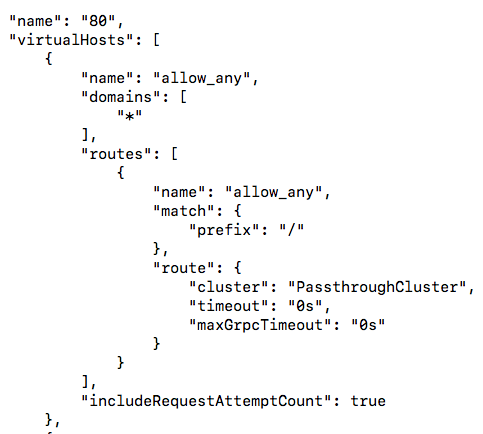 "name": "80",
"virtualHosts": [
    {
        "name": "allow_any",
        "domains": [
            "*"
        ],
        "routes": [
            {
                "name": "allow_any",
                "match": {
                    "prefix": "/"
                },
                "route": {
                    "cluster": "PassthroughCluster",
                    "timeout": "0s",
                    "maxGrpcTimeout": "0s"
                }
            }
        ],
        "includeRequestAttemptCount": true
    },
    {